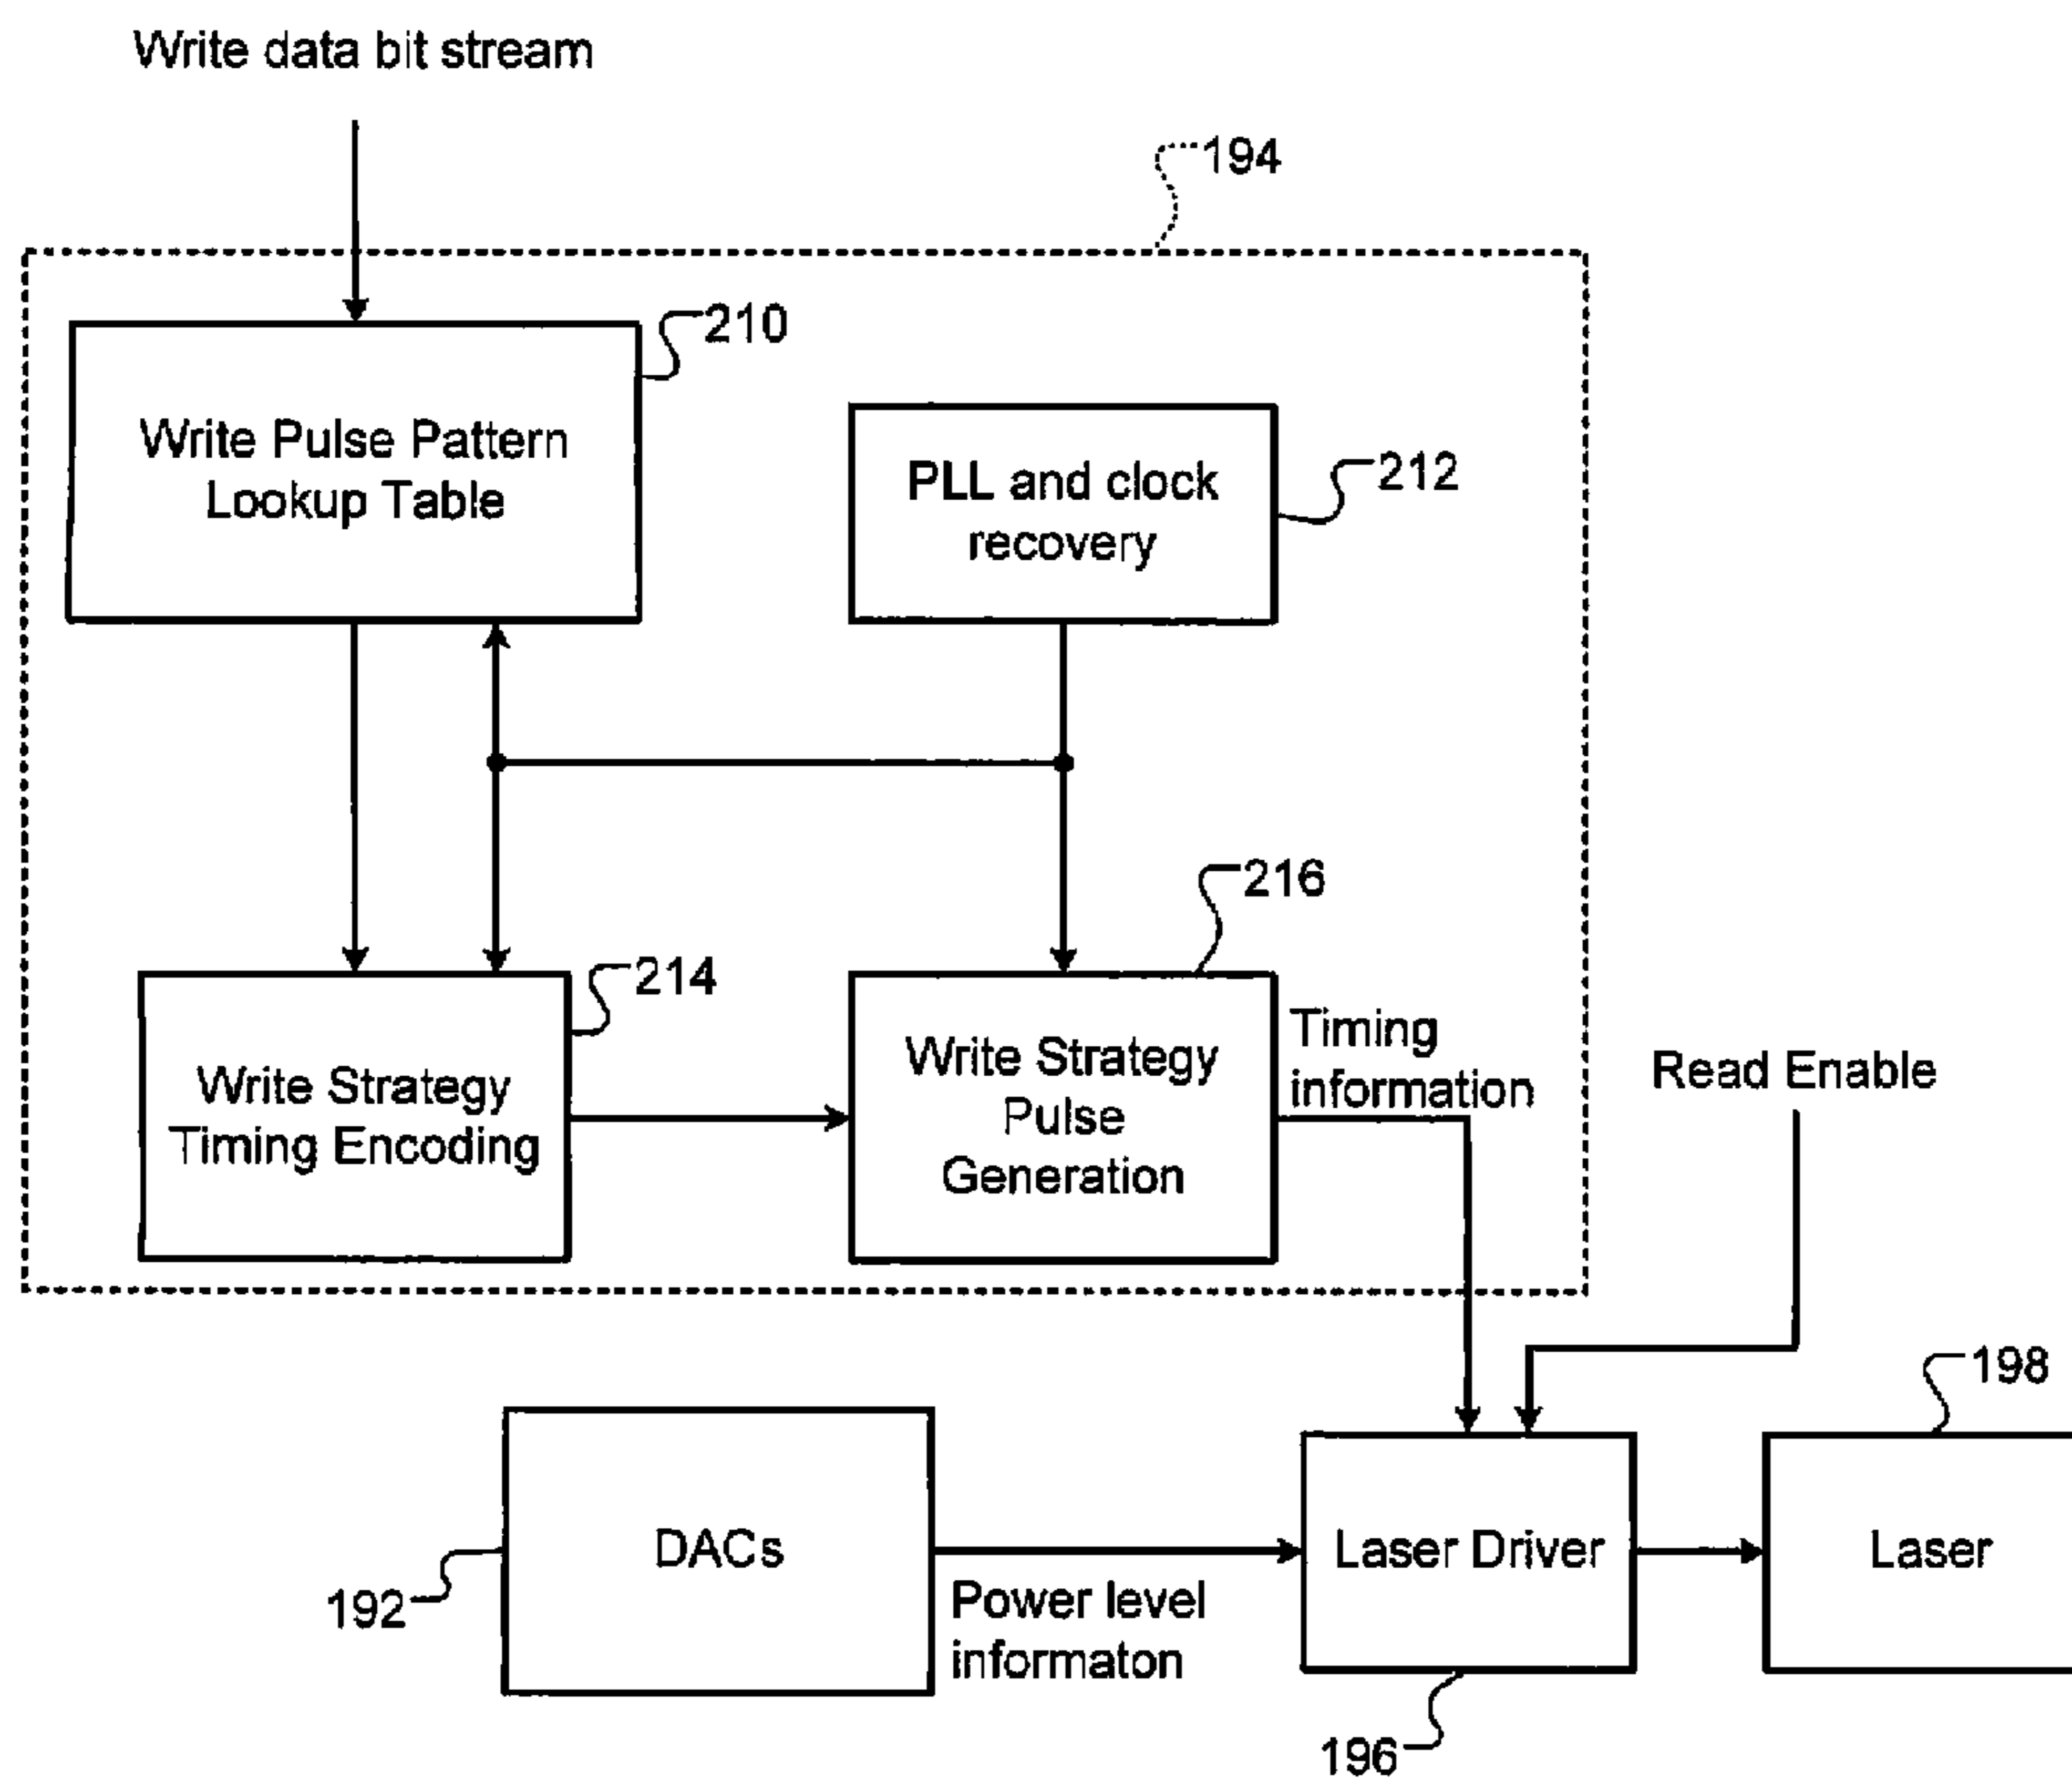 Write data bit stream
194
210
Write Pulse Pattern
Lookup Table
212
PLL and clock
recovery
216
214
Write Strategy
Timing Encoding
Write Strategy
Pulse
Generation
Timing
information
Read Enable
198
DACs
192
Power level
informaton
Laser Driver
196
Laser